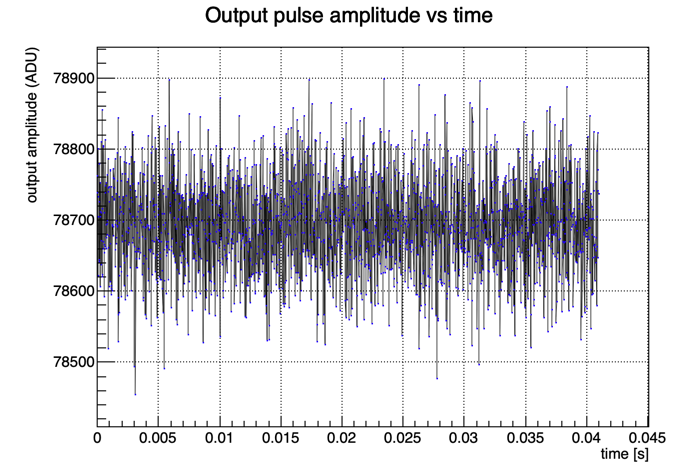 Output pulse amplitude vs time
output amplitude (ADU)
78900
78800
78700
78600
78500
0 0.005 0.01 0.015 0.02 0.025 0.03 0.035 0.04 0.045
time [s]